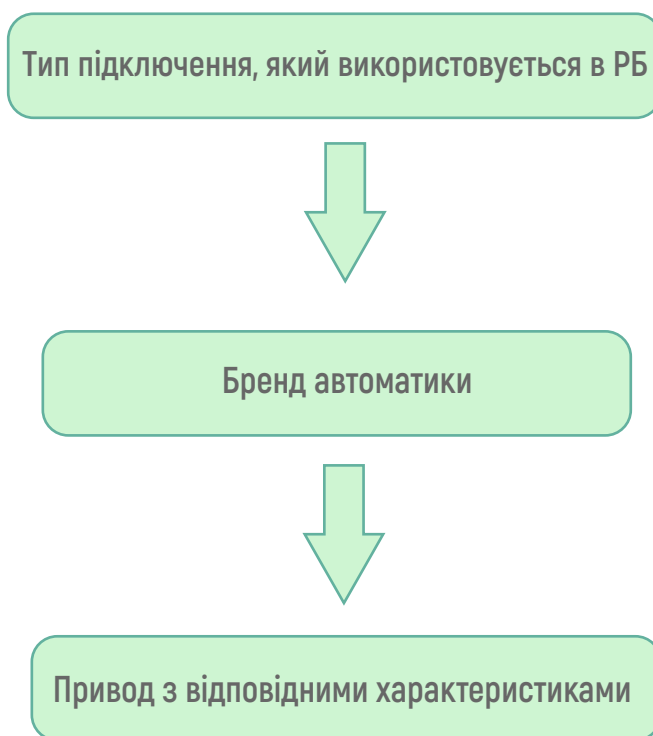 Тип підключення, який використовується в РБ
Бренд автоматики
Привод з відповідними характеристиками